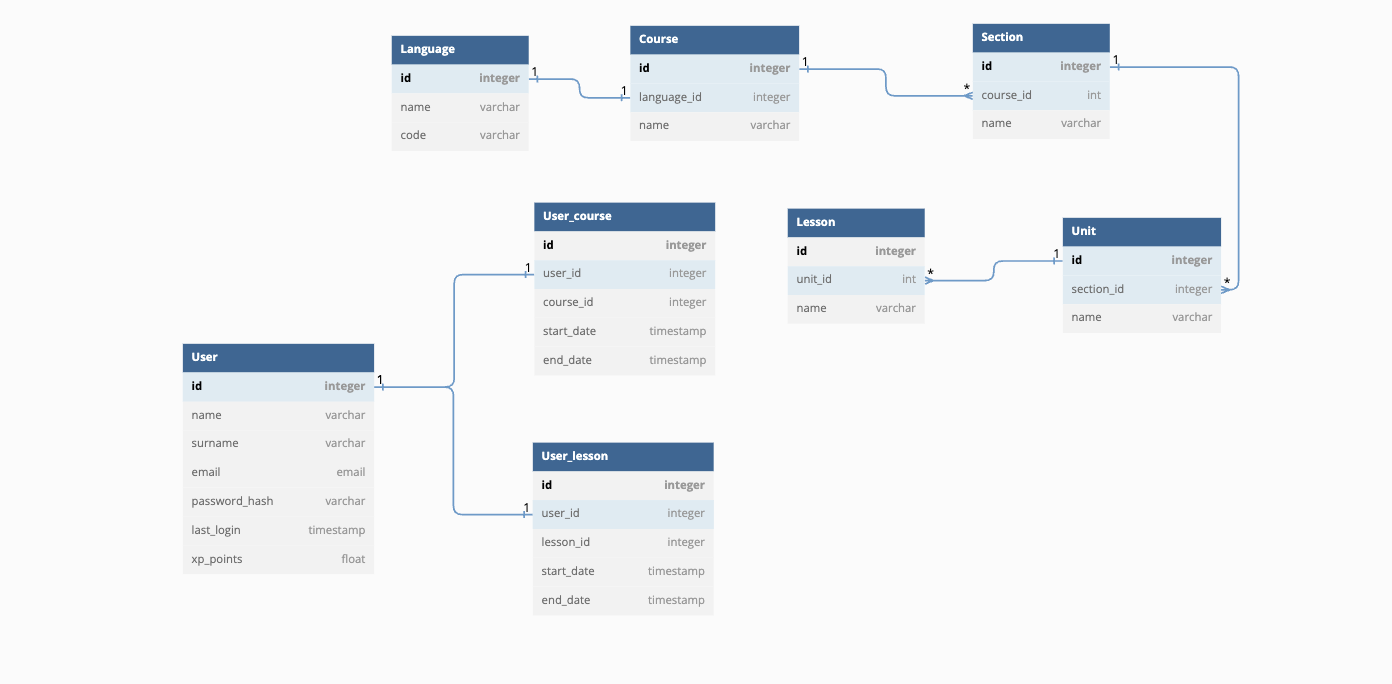 Language
id integer
name varchar
code varchar
1
1
Course
id integer
language_id integer
name varchar
1
*
Section
id integer
course_id int
name varchar
1
*
User_course
id integer
user_id integer
course_id integer
start_date timestamp
end_date timestamp
1
Lesson
id integer
unit_id int
name varchar
*
1
Unit
id integer
section_id integer
name varchar
User
id integer
name varchar
surname varchar
email email
password_hash varchar
last_login timestamp
xp_points float
1
1
User_lesson
id integer
user_id integer
lesson_id integer
start_date timestamp
end_date timestamp